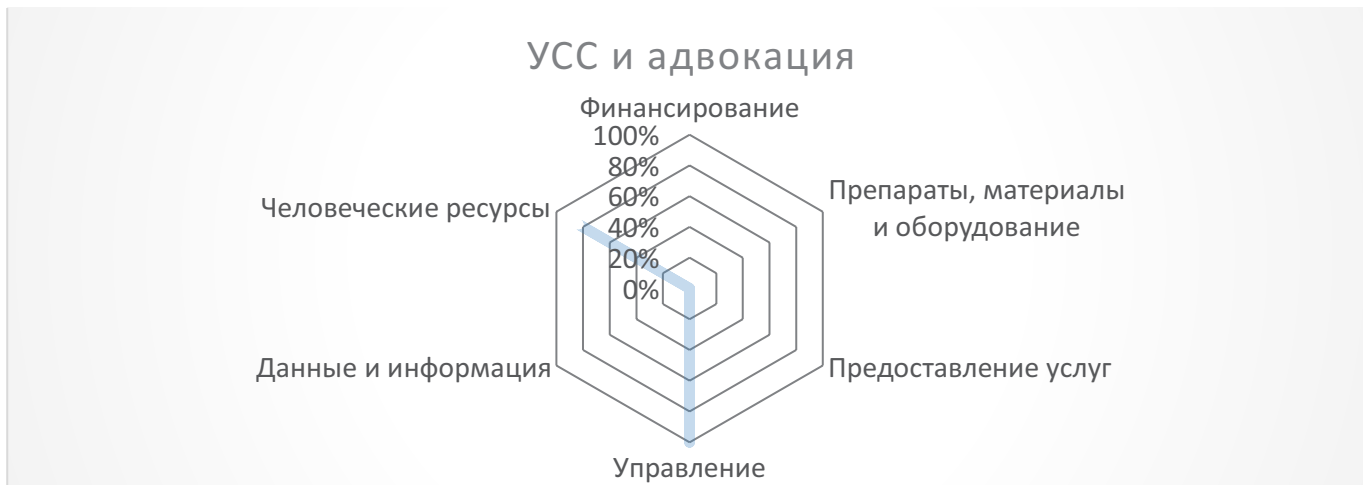 УСС и адвокация
Финансирование
100%
80%
60%
40%
20%
0%
Препараты, материалы
и оборудование
Предоставление услуг
Управление
Данные и информация
Человеческие ресурсы